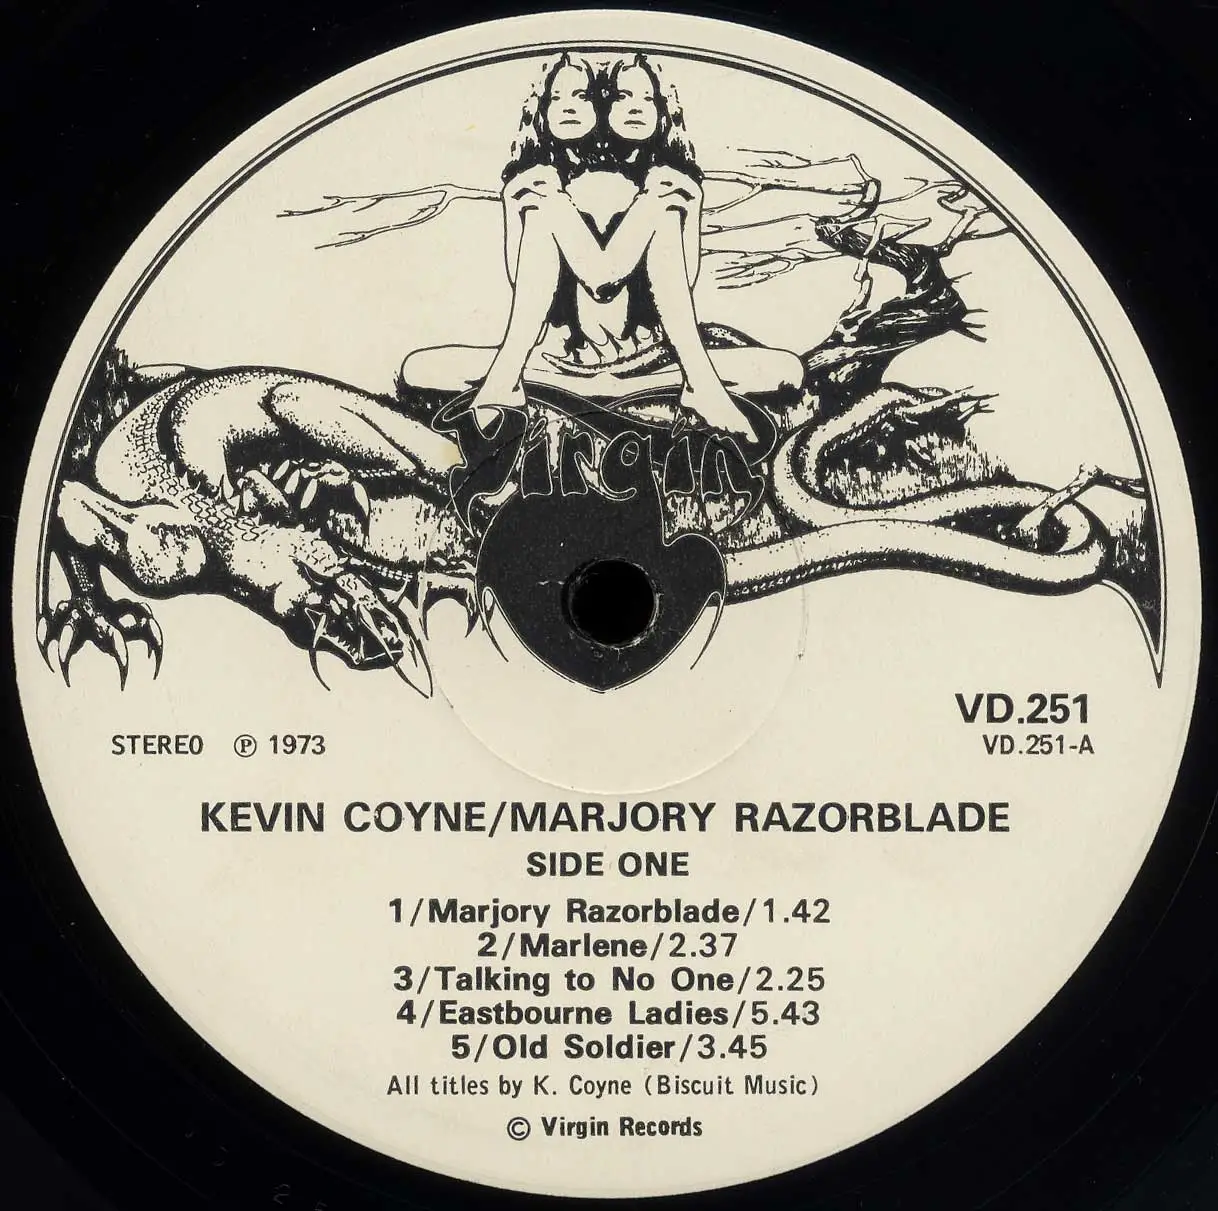 Virgin
VD.251
STEREO ℗ 1973 VD.251-A
KEVIN COYNE/MARJORY RAZORBLADE
SIDE ONE
1/Marjory Razorblade/1.42
2/Marlene/2.37
3/Talking to No One/2.25
4/Eastbourne Ladies/5.43
5/Old Soldier/3.45
All titles by K. Coyne (Biscuit Music)
© Virgin Records